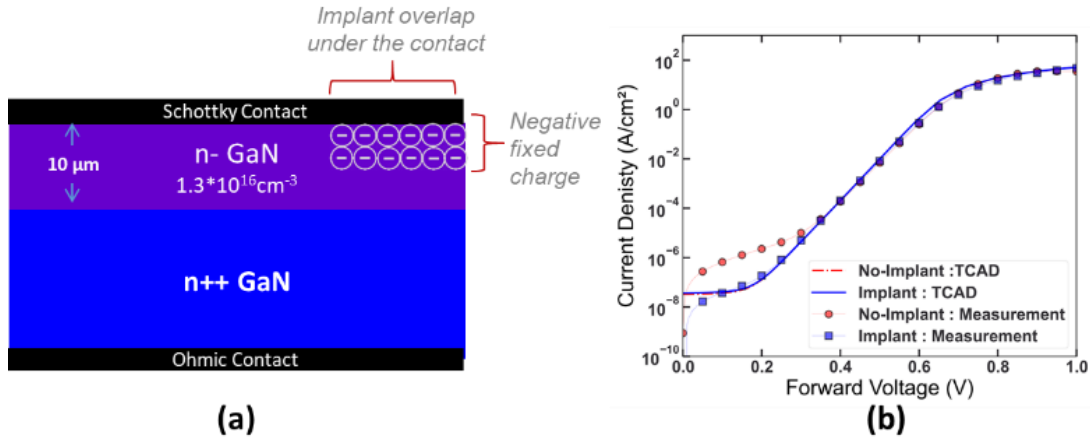 Implant overlap
under the contact
Schottky Contact
10 µm
n- GaN
1.3*10¹⁶cm⁻³
Negative
fixed
charge
n++ GaN
Ohmic Contact
(a)
Current Denisty (A/cm²)
10²
10⁰
10⁻²
10⁻⁴
10⁻⁶
10⁻⁸
10⁻¹⁰
No-Implant :TCAD
Implant : TCAD
No-Implant : Measurement
Implant : Measurement
0.0 0.2 0.4 0.6 0.8 1.0
Forward Voltage (V)
(b)